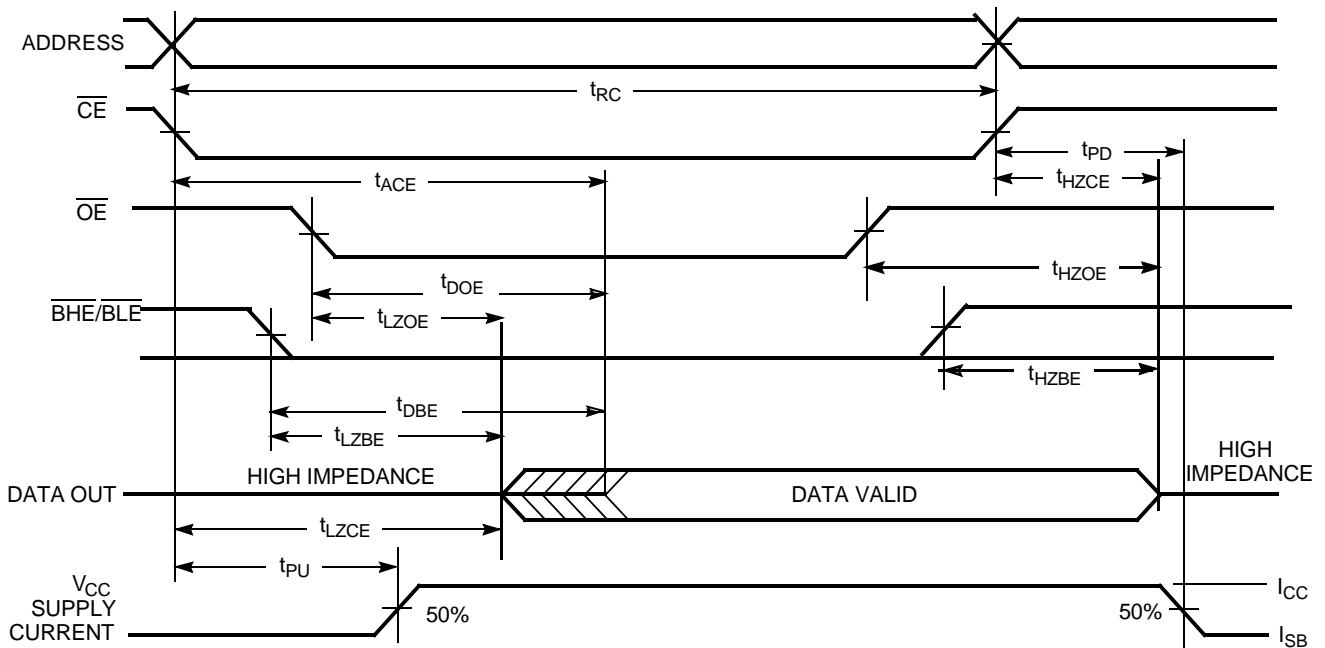 ADDRESS
tRC
CE
tPD
tACE
tHZCE
OE
tHZOE
tDOE
BHE/BLE
tLZOE
tHZBE
tDBE
tLZBE
HIGH IMPEDANCE
HIGH
IMPEDANCE
DATA OUT
DATA VALID
tLZCE
tPU
VCC
SUPPLY
CURRENT
50%
50%
ICC
ISB